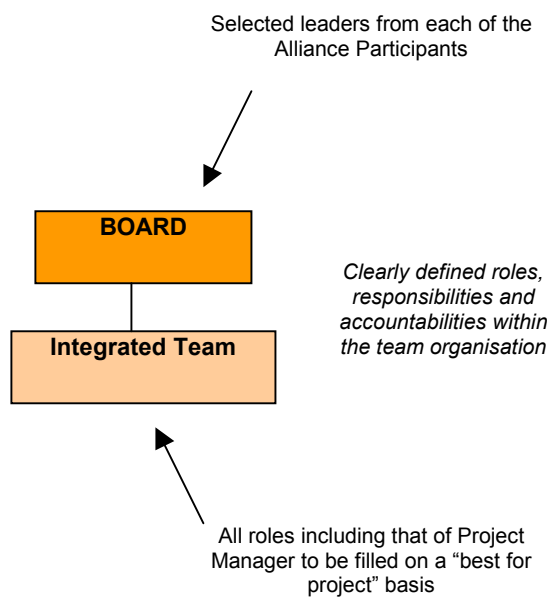 Selected leaders from each of the
Alliance Participants
BOARD
Clearly defined roles,
responsibilities and
accountabilities within
the team organisation
Integrated Team
All roles including that of Project
Manager to be filled on a “best for
project” basis